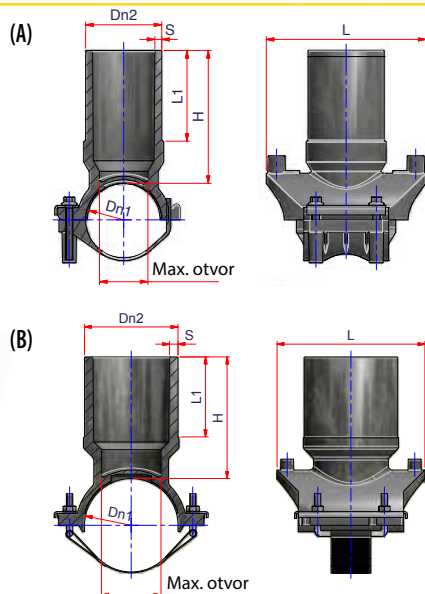 (A)
Dn2
S
L1
H
Dn1
Max. otvor
L
(B)
Dn2
S
L1
H
Dn1
Max. otvor
L